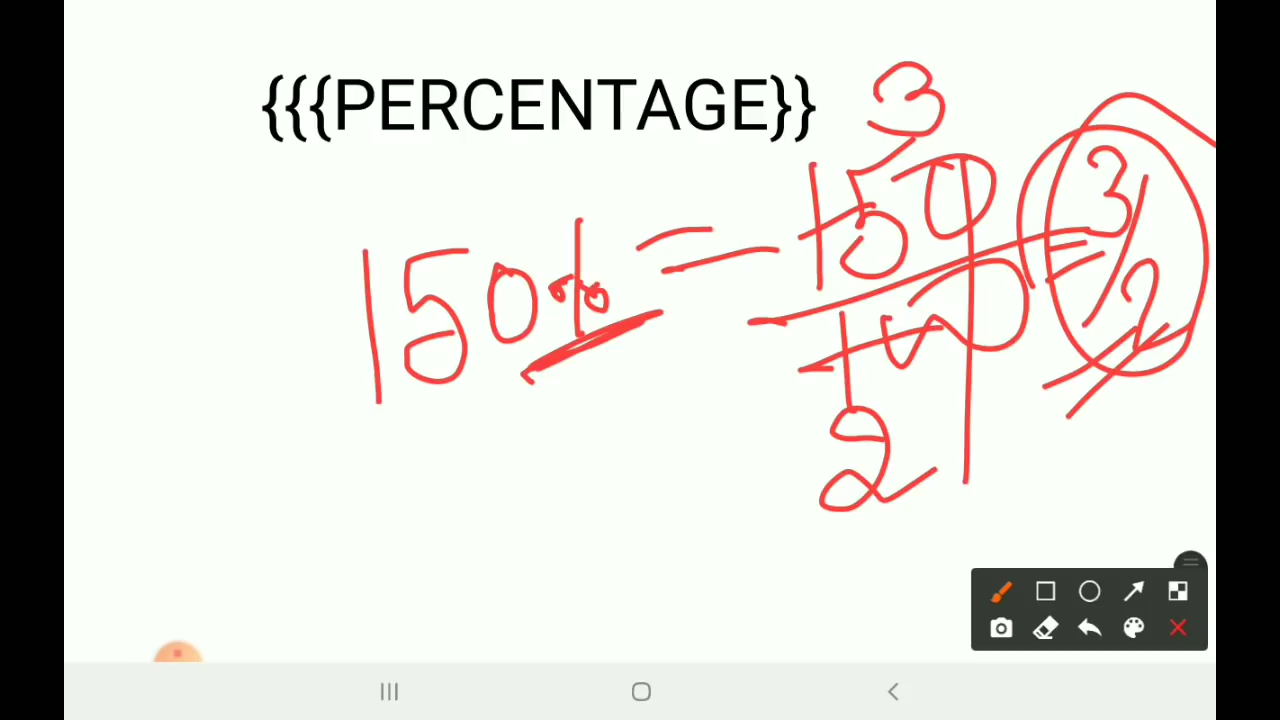 {{{PERCENTAGE}}
150% = 150/100 = 3/2
3
2